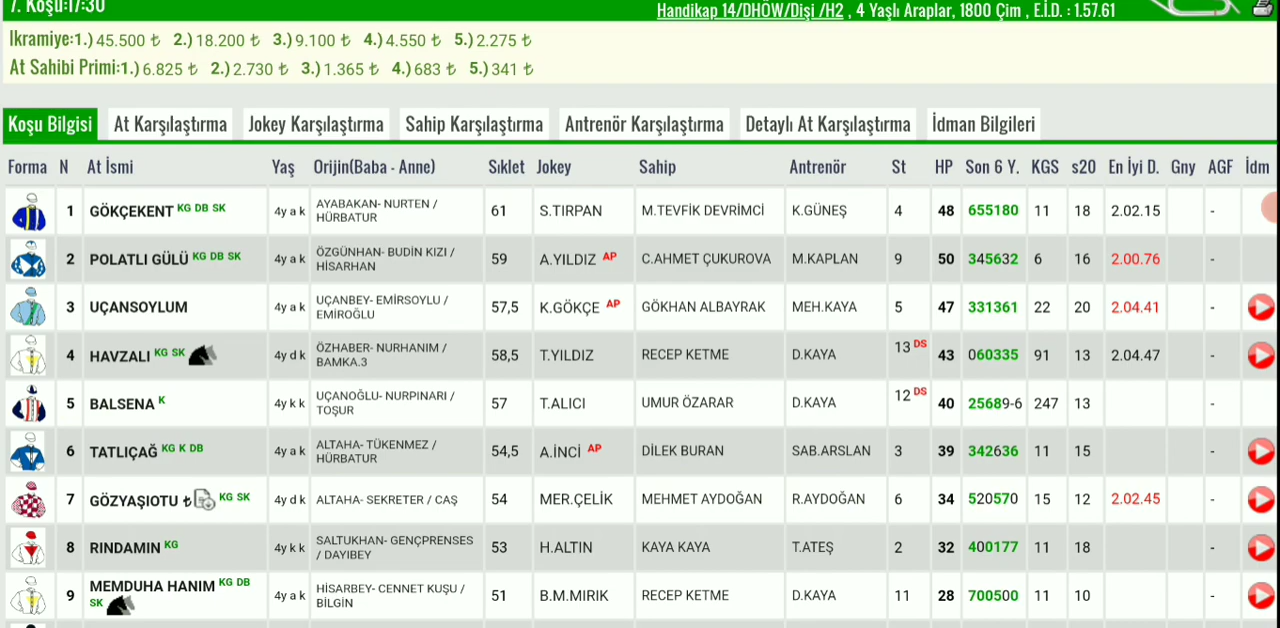 7. Koşu:17:30
Handikap 14/DHÖW/Dişi /H2 , 4 Yaşlı Araplar, 1800 Çim , E.İ.D. : 1.57.61
İkramiye:1.) 45.500 ₺ 2.) 18.200 ₺ 3.) 9.100 ₺ 4.) 4.550 ₺ 5.) 2.275 ₺
At Sahibi Primi:1.) 6.825 ₺ 2.) 2.730 ₺ 3.) 1.365 ₺ 4.) 683 ₺ 5.) 341 ₺
Koşu Bilgisi At Karşılaştırma Jokey Karşılaştırma Sahip Karşılaştırma Antrenör Karşılaştırma Detaylı At Karşılaştırma İdman Bilgileri
Forma N At İsmi Yaş Orijin(Baba - Anne) Sıklet Jokey Sahip Antrenör St HP Son 6 Y. KGS s20 En İyi D. Gny AGF İdm
1 GÖKÇEKENT KG DB SK 4y a k AYABAKAN- NURTEN / HÜRBATUR 61 S.TIRPAN M.TEVFİK DEVRİMCİ K.GÜNEŞ 4 48 655180 11 18 2.02.15 -
2 POLATLI GÜLÜ KG DB SK 4y a k ÖZGÜNHAN- BUDİN KIZI / HİSARHAN 59 A.YILDIZ AP C.AHMET ÇUKUROVA M.KAPLAN 9 50 345632 6 16 2.00.76 -
3 UÇANSOYLUM 4y a k UÇANBEY- EMİRSOYLU / EMİROĞLU 57,5 K.GÖKÇE AP GÖKHAN ALBAYRAK MEH.KAYA 5 47 331361 22 20 2.04.41 -
4 HAVZALI KG SK 4y d k ÖZHABER- NURHANIM / BAMKA.3 58,5 T.YILDIZ RECEP KETME D.KAYA 13 DS 43 060335 91 13 2.04.47 -
5 BALSENA K 4y k k UÇANOĞLU- NURPINARI / TOŞUR 57 T.ALICI UMUR ÖZARAR D.KAYA 12 DS 40 25689-6 247 13 -
6 TATLIÇAĞ KG K DB 4y a k ALTAHA- TÜKENMEZ / HÜRBATUR 54,5 A.İNCİ AP DİLEK BURAN SAB.ARSLAN 3 39 342636 11 15 -
7 GÖZYAŞIOTU ₺ KG SK 4y d k ALTAHA- SEKRETER / CAŞ 54 MER.ÇELİK MEHMET AYDOĞAN R.AYDOĞAN 6 34 520570 15 12 2.02.45 -
8 RINDAMIN KG 4y k k SALTUKHAN- GENÇPRENSES / DAYIBEY 53 H.ALTIN KAYA KAYA T.ATEŞ 2 32 400177 11 18 -
9 MEMDUHA HANIM KG DB SK 4y a k HİSARBEY- CENNET KUŞU / BİLGİN 51 B.M.MIRIK RECEP KETME D.KAYA 11 28 700500 11 10 -